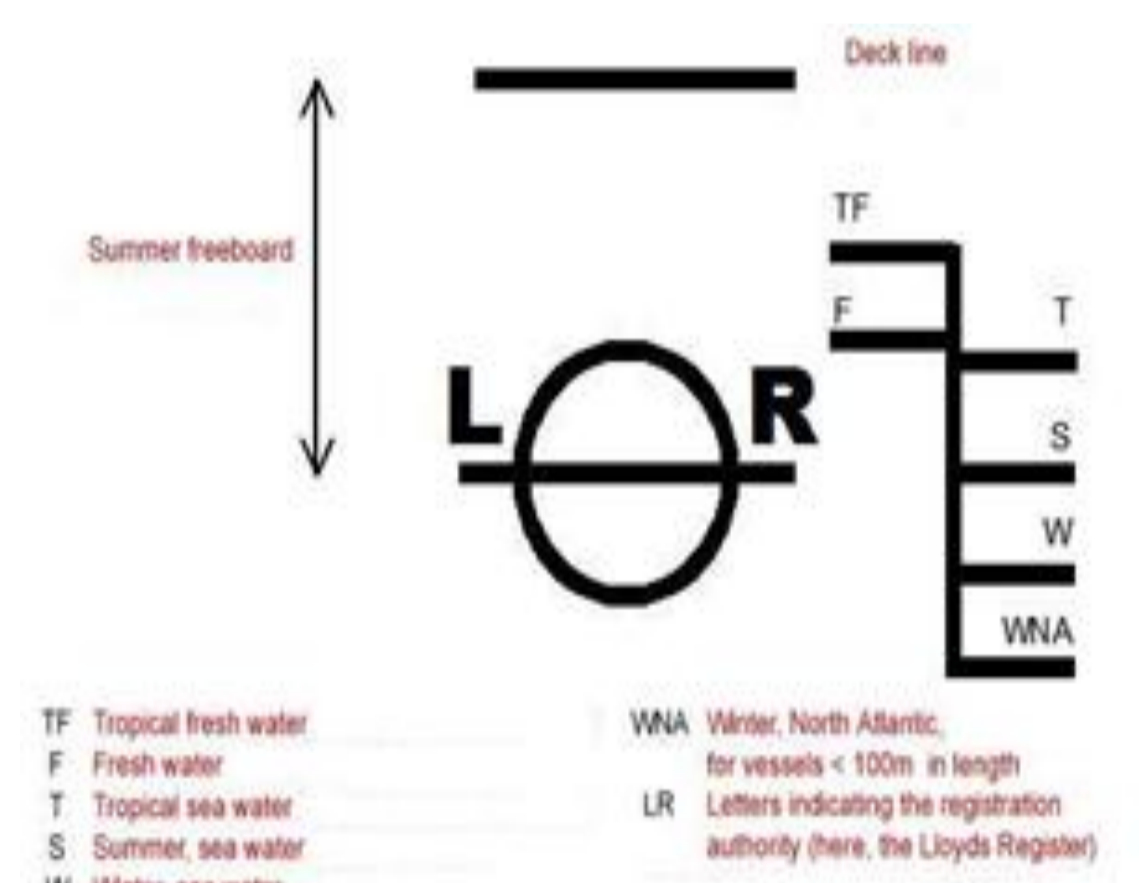 Deck line
TF
Summer freeboard
F
T
L R
S
W
WNA
TF Tropical fresh water
F Fresh water
T Tropical sea water
S Summer, sea water
WNA Winter, North Atlantic,
for vessels < 100m in length
LR Letters indicating the registration
authority (here, the Lloyds Register)